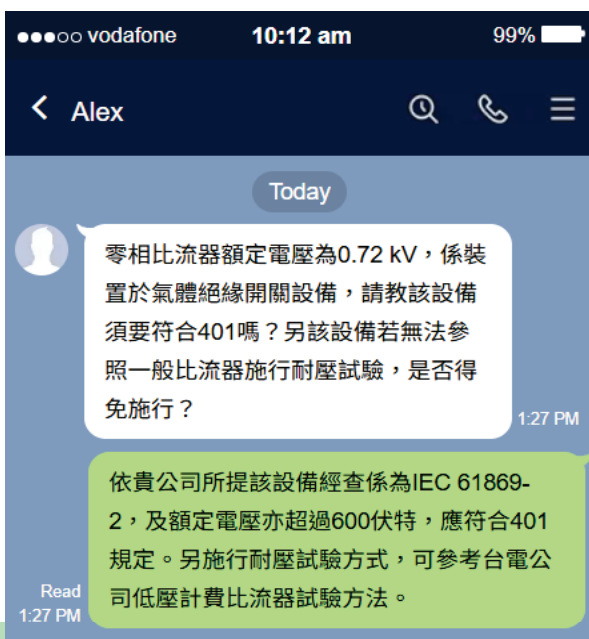 vodafone 10:12 am 99%
Alex
Today
零相比流器額定電壓為0.72 kV，係裝
置於氣體絕緣開關設備，請教該設備
須要符合401嗎？另該設備若無法參
照一般比流器施行耐壓試驗，是否得
免施行？
1:27 PM
依貴公司所提該設備經查係為IEC 61869-
2，及額定電壓亦超過600伏特，應符合401
規定。另施行耐壓試驗方式，可參考台電公
司低壓計費比流器試驗方法。
Read
1:27 PM